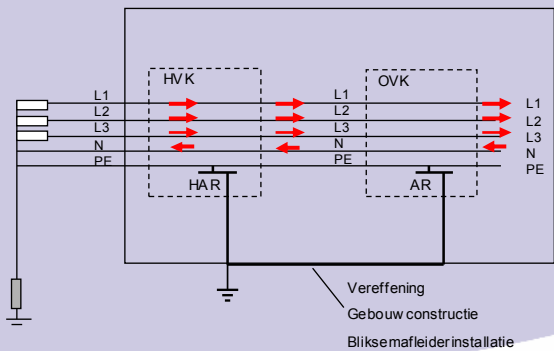 HVK
OVK
L1
L1
L1
L2
L2
L2
L3
L3
L3
N
N
N
PE
PE
PE
HAR
AR
Vereffening
Gebouw constructie
Bliksemafleiderinstallatie